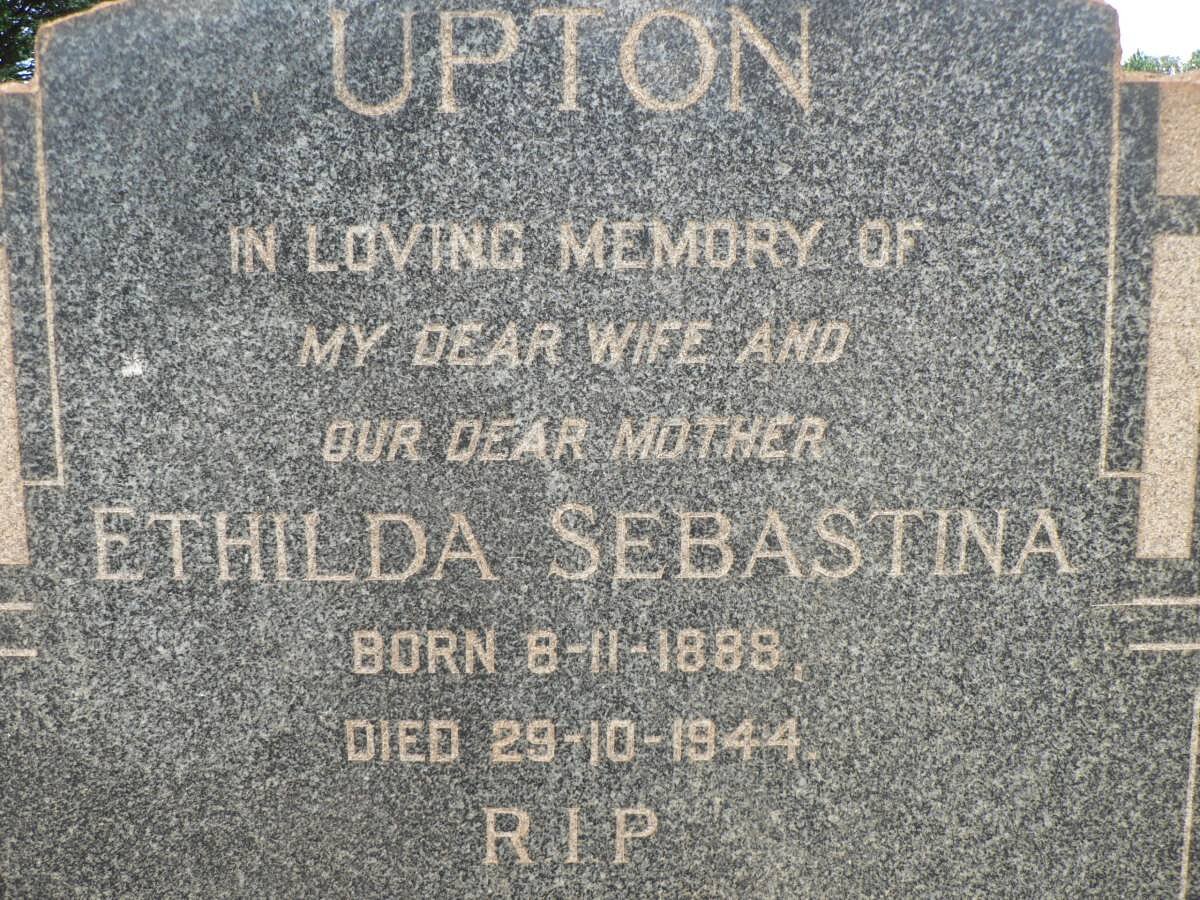 UPTON
IN LOVING MEMORY OF
MY DEAR WIFE AND
OUR DEAR MOTHER
ETHILDA SEBASTINA
BORN 8-11-1888,
DIED 29-10-1944.
R.I.P